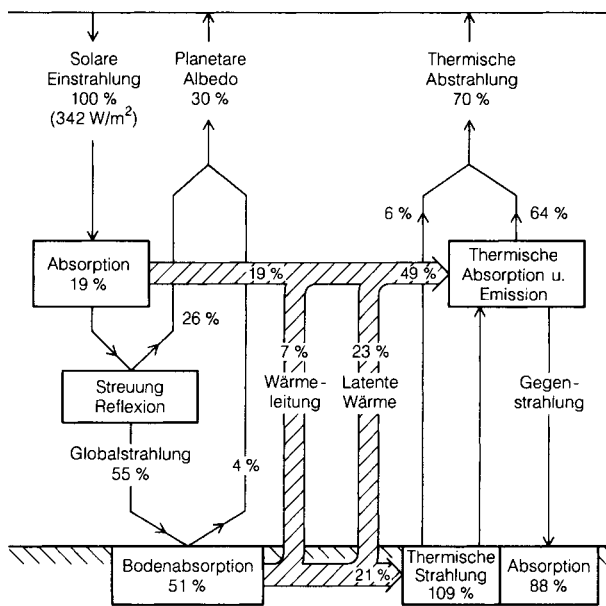 Solare
Einstrahlung
100 %
(342 W/m²)
Planetare
Albedo
30 %
Thermische
Abstrahlung
70 %
6 %
64 %
Absorption
19 %
19 %
49 %
Thermische
Absorption u.
Emission
26 %
Streuung
Reflexion
7 %
Wärme-
leitung
23 %
Latente
Wärme
Gegen-
strahlung
Globalstrahlung
55 %
4 %
Bodenabsorption
51 %
21 %
Thermische
Strahlung
109 %
Absorption
88 %